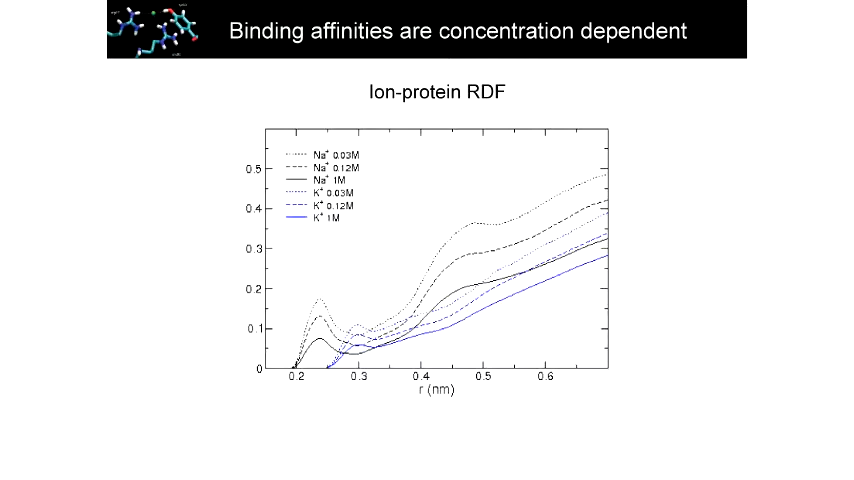 Binding affinities are concentration dependent
Ion-protein RDF
Na+ 0.03M
Na+ 0.12M
Na+ 1M
K+ 0.03M
K+ 0.12M
K+ 1M
0.5
0.4
0.3
0.2
0.1
0
0.2 0.3 0.4 0.5 0.6
r (nm)